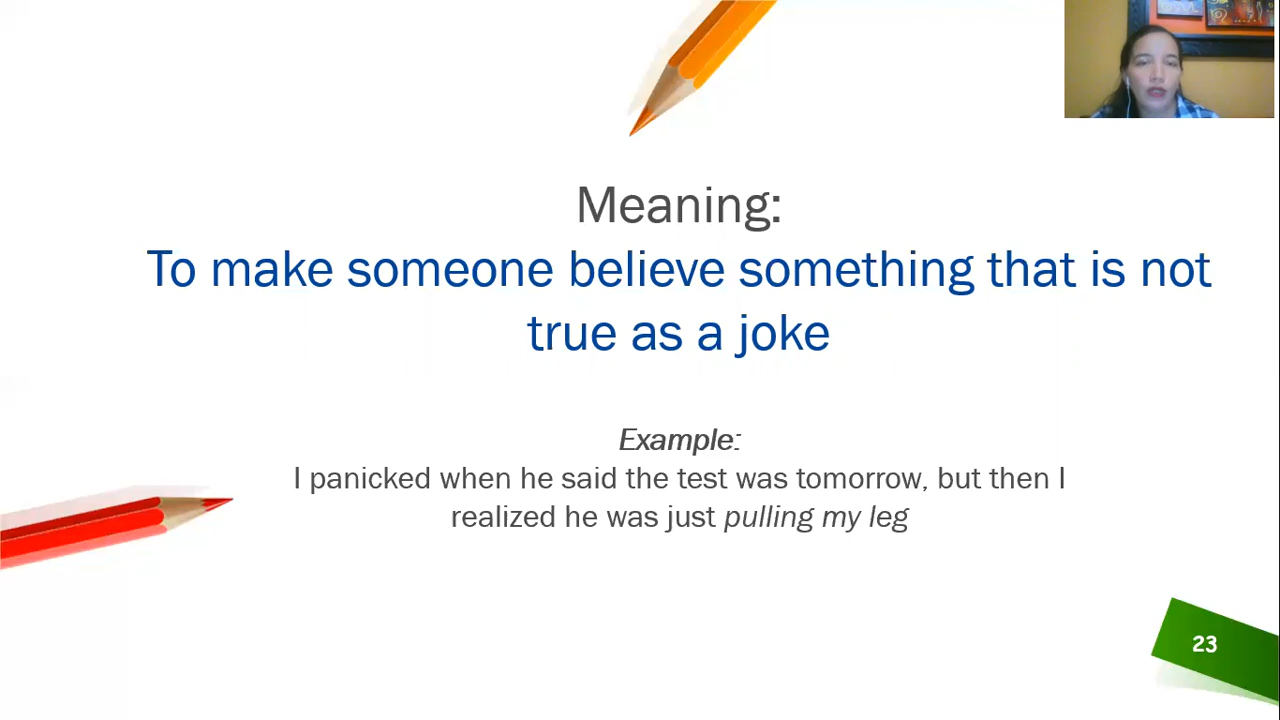 Meaning:
To make someone believe something that is not
true as a joke
Example:
I panicked when he said the test was tomorrow, but then I
realized he was just pulling my leg
23